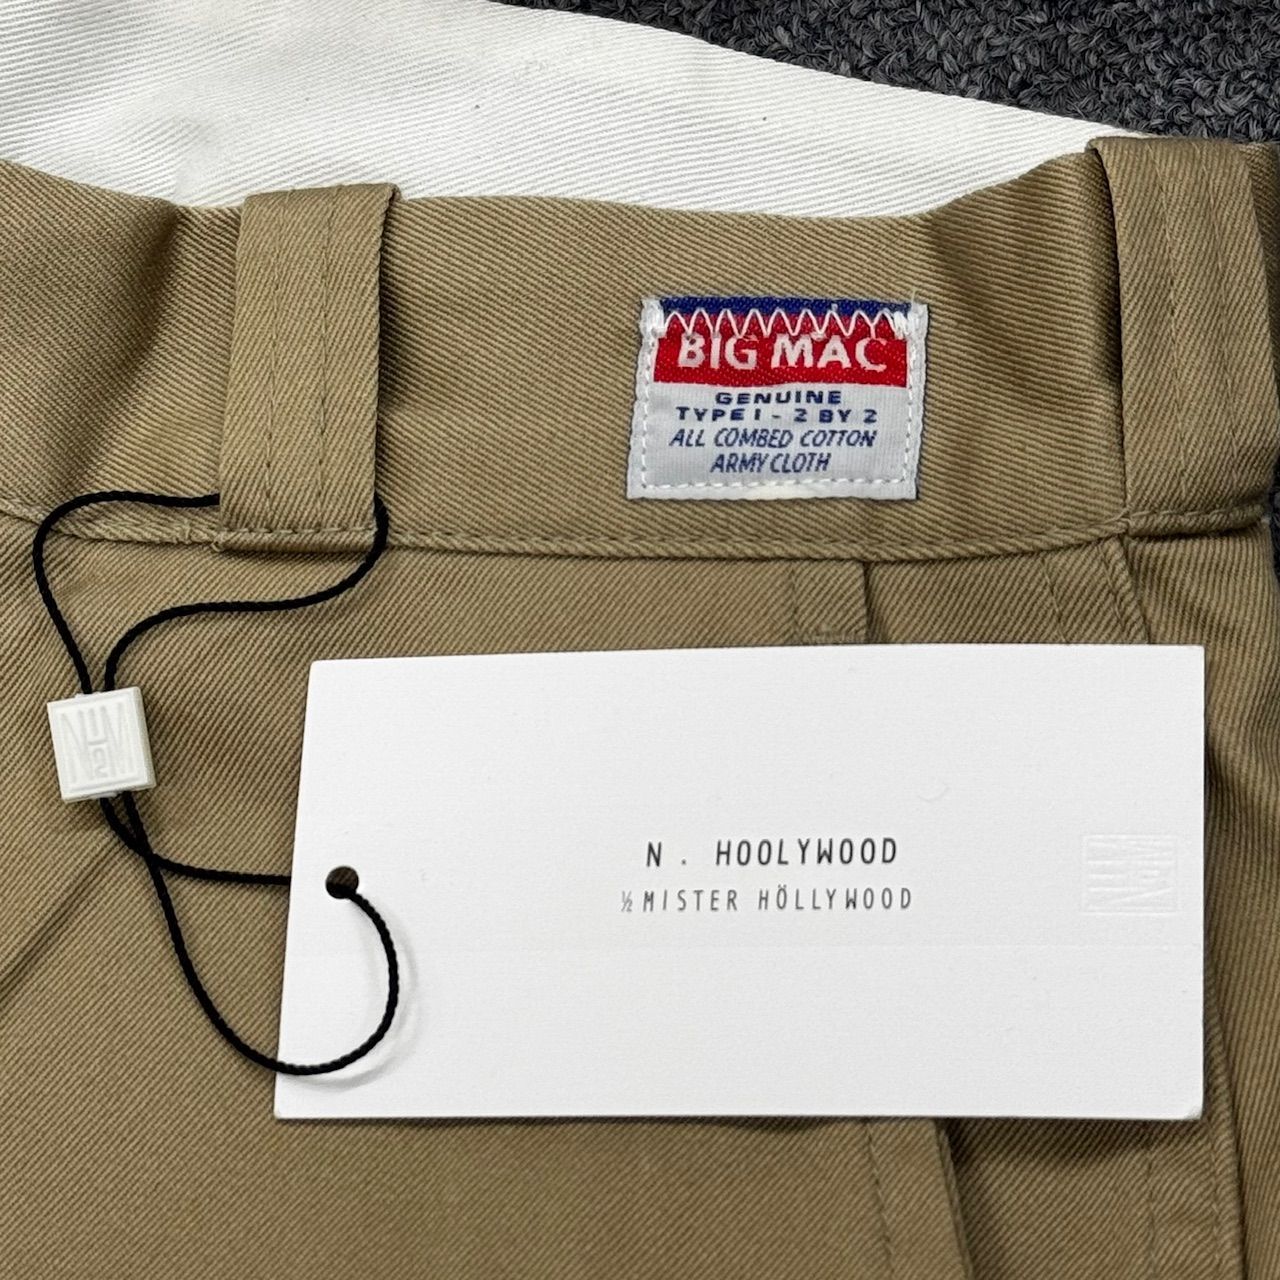 BIG MAC
GENUINE
TYPE I - 2 BY 2
ALL COMBED COTTON
ARMY CLOTH
N . HOOLYWOOD
½ MISTER HÖLLYWOOD